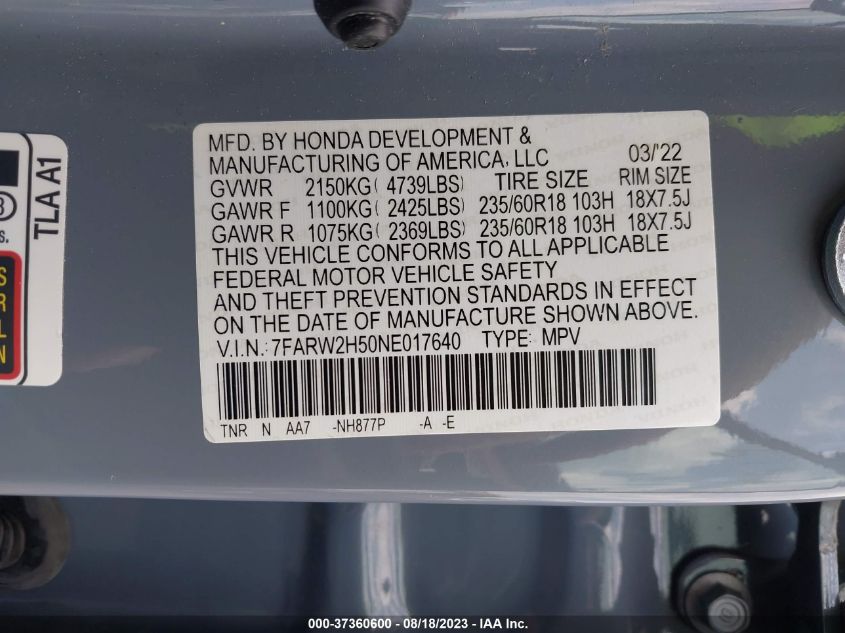 MFD. BY HONDA DEVELOPMENT &
MANUFACTURING OF AMERICA, LLC 03/'22
GVWR 2150KG( 4739LBS) TIRE SIZE RIM SIZE
GAWR F 1100KG( 2425LBS) 235/60R18 103H 18X7.5J
GAWR R 1075KG( 2369LBS) 235/60R18 103H 18X7.5J
THIS VEHICLE CONFORMS TO ALL APPLICABLE
FEDERAL MOTOR VEHICLE SAFETY
AND THEFT PREVENTION STANDARDS IN EFFECT
ON THE DATE OF MANUFACTURE SHOWN ABOVE.
V.I.N.: 7FARW2H50NE017640 TYPE: MPV
TNR N AA7 -NH877P -A -E
TLA A1
000-37360600 - 08/18/2023 - IAA Inc.